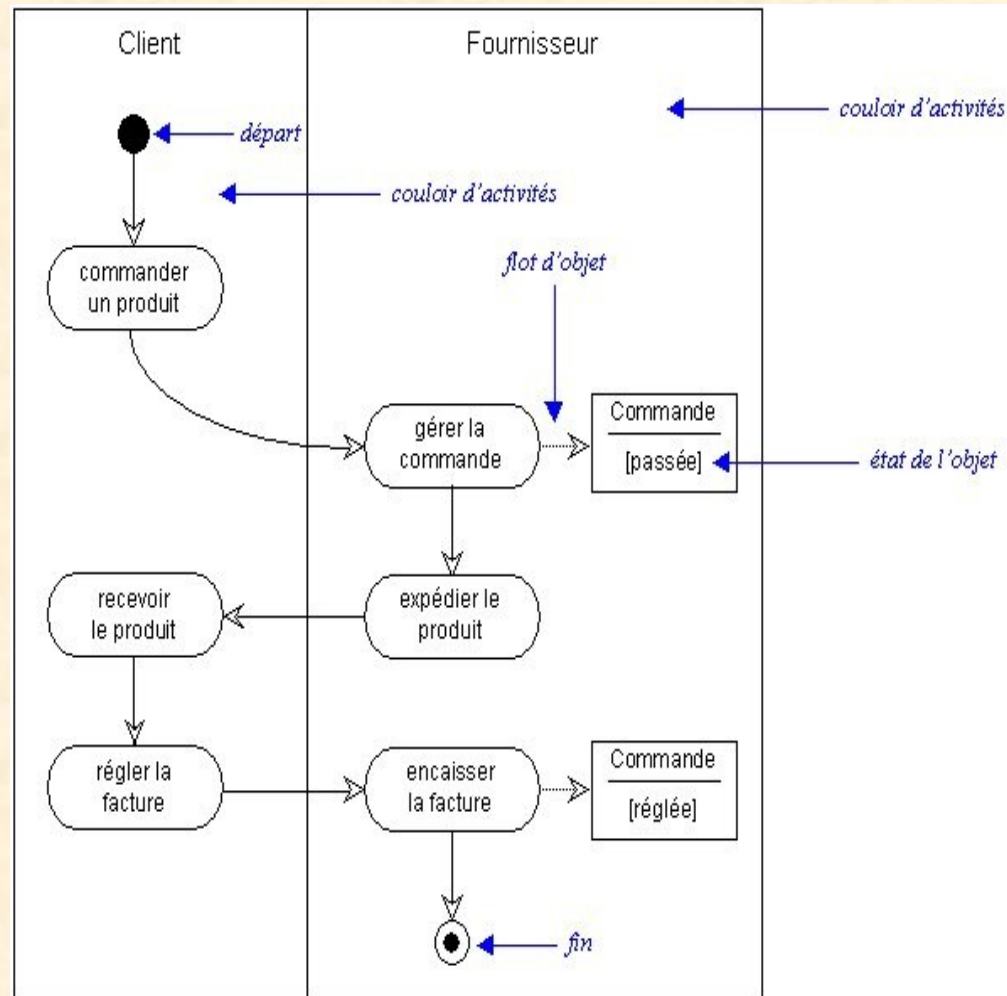 Client
Fournisseur
couloir d'activités
départ
couloir d'activités
commander
un produit
flot d'objet
gérer la
commande
Commande
[passée]
état de l'objet
recevoir
le produit
expédier le
produit
régler la
facture
encaisser
la facture
Commande
[réglée]
fin